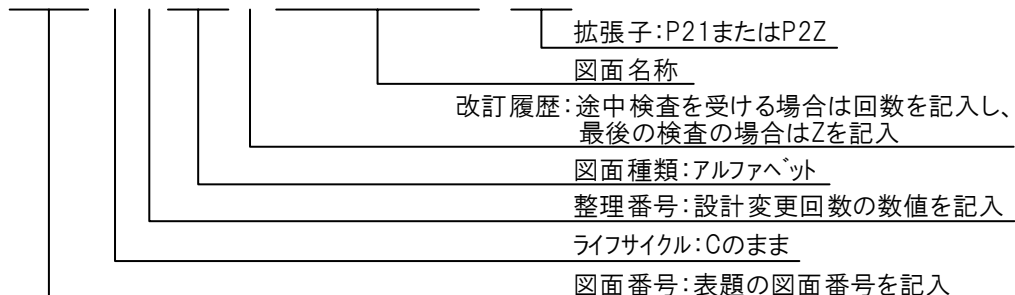 拡張子:P21またはP2Z
図面名称
改訂履歴:途中検査を受ける場合は回数を記入し、
最後の検査の場合はZを記入
図面種類:アルファベット
整理番号:設計変更回数の数値を記入
ライフサイクル:Cのまま
図面番号:表題の図面番号を記入